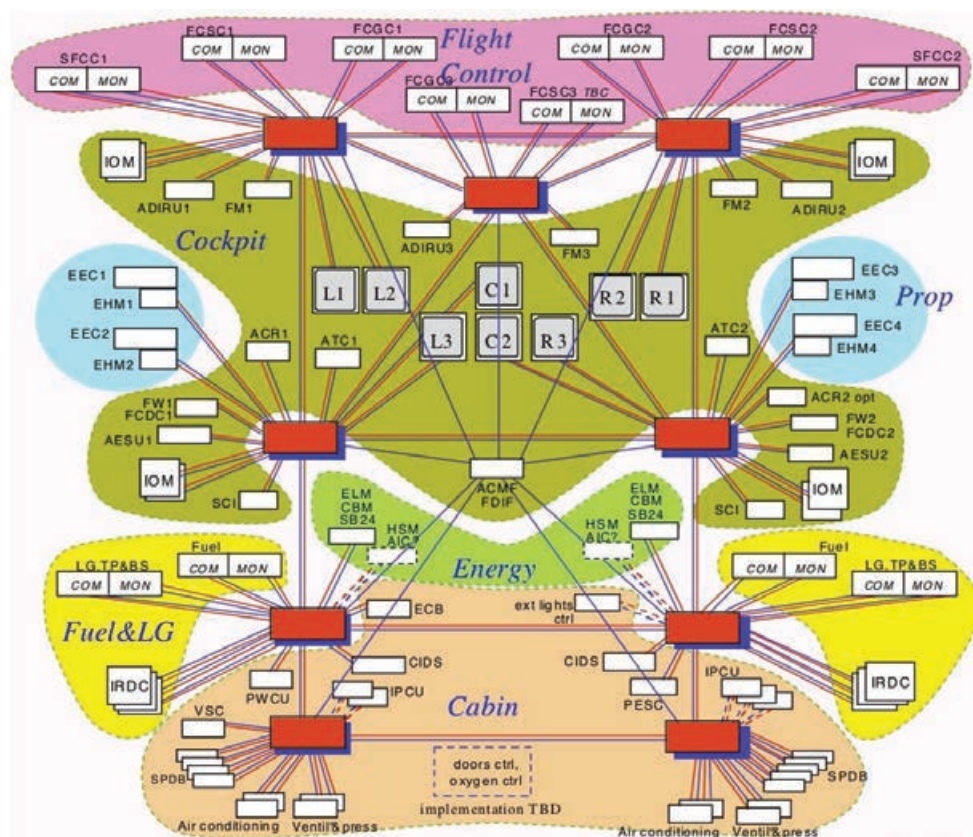 FCSC1
FCGC1
Flight
Control
FCGC2
FCSC2
SFCC1
COM MON
COM MON
COM MON
COM MON
SFCC2
COM MON
FCGC3
FCSC3 TBC
COM MON
COM MON
COM MON
IOM
IOM
ADIRU1
FM1
FM2
ADIRU2
Cockpit
ADIRU3
FM3
EEC1
EHM1
EEC2
EHM2
L1
L2
C1
R2
R1
L3
C2
R3
EEC3
EHM3
Prop
EEC4
EHM4
ACR1
ATC1
ATC2
FW1
FCDC1
AESU1
IOM
SCI
ACR2 opt
FW2
FCDC2
AESU2
IOM
SCI
ACMF
FDIF
ELM
CBM
SB24
HSM
AIC?
Energy
HSM
AIC?
ELM
CBM
SB24
Fuel
LG,TP&BS
COM MON
COM MON
Fuel
COM MON
LG,TP&BS
COM MON
Fuel&LG
ECB
ext lights
ctrl
IRDC
CIDS
CIDS
IRDC
PWCU
IPCU
PESC
IPCU
VSC
Cabin
SPDB
doors ctrl,
oxygen ctrl
SPDB
implementation TBD
Air conditioning
Ventil&press
Air conditioning
Ventil&press